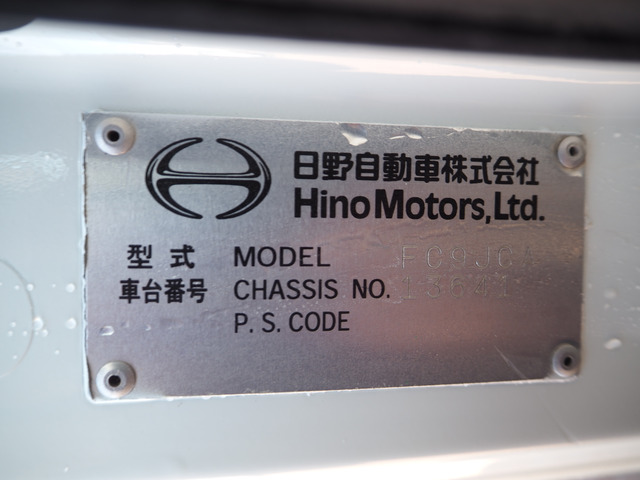 日野自動車株式会社
Hino Motors, Ltd.
型式 MODEL FC9JCA
車台番号 CHASSIS NO.
P. S. CODE